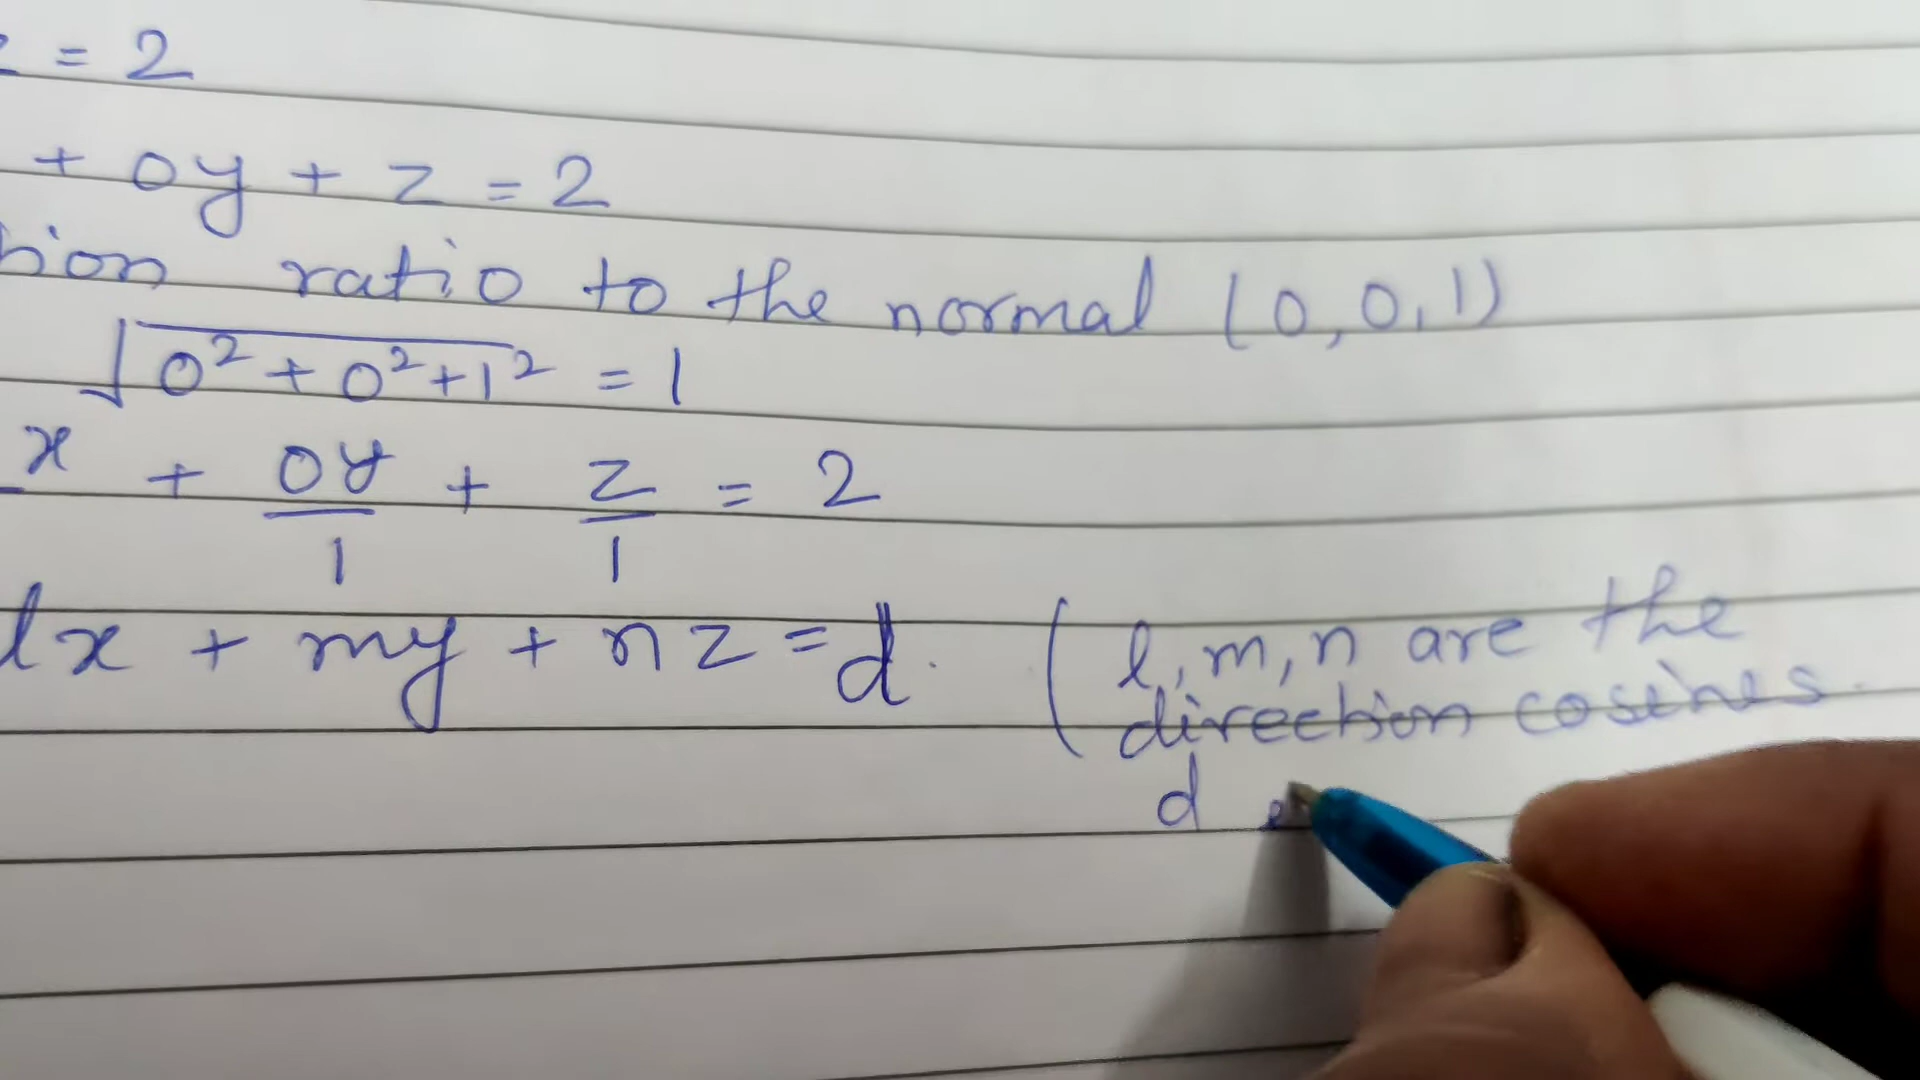 = 2
+ 0y + z = 2
ratio to the normal (0, 0, 1)
√0² + 0² + 1² = 1
x + 0y/1 + z/1 = 2
lx + my + nz = d. (l, m, n are the
direction cosines.
d